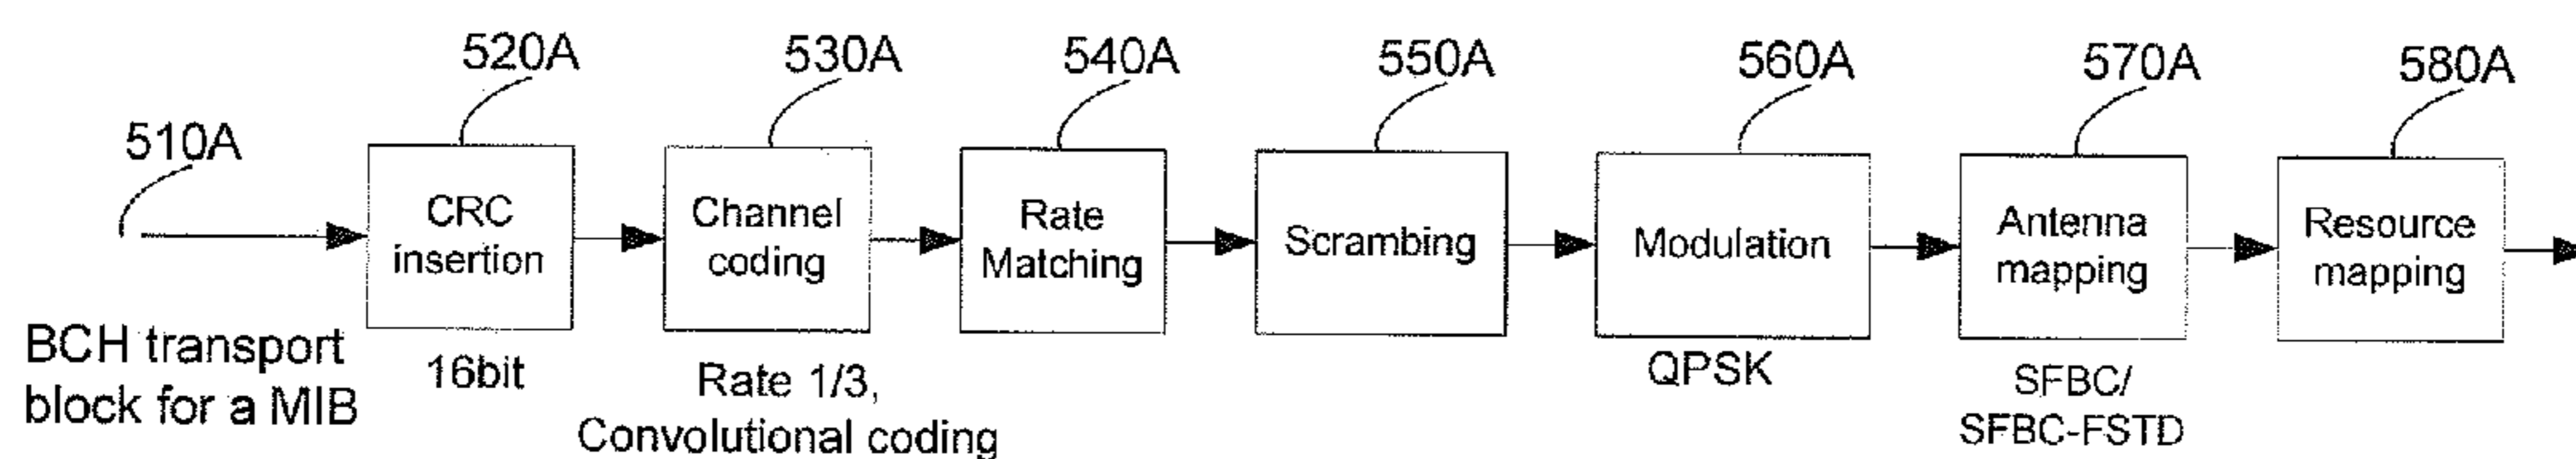 510A
520A
530A
540A
550A
560A
570A
580A
BCH transport
block for a MIB
CRC
insertion
16bit
Channel
coding
Rate 1/3,
Convolutional coding
Rate
Matching
Scrambing
Modulation
QPSK
Antenna
mapping
SFBC/
SFBC-FSTD
Resource
mapping